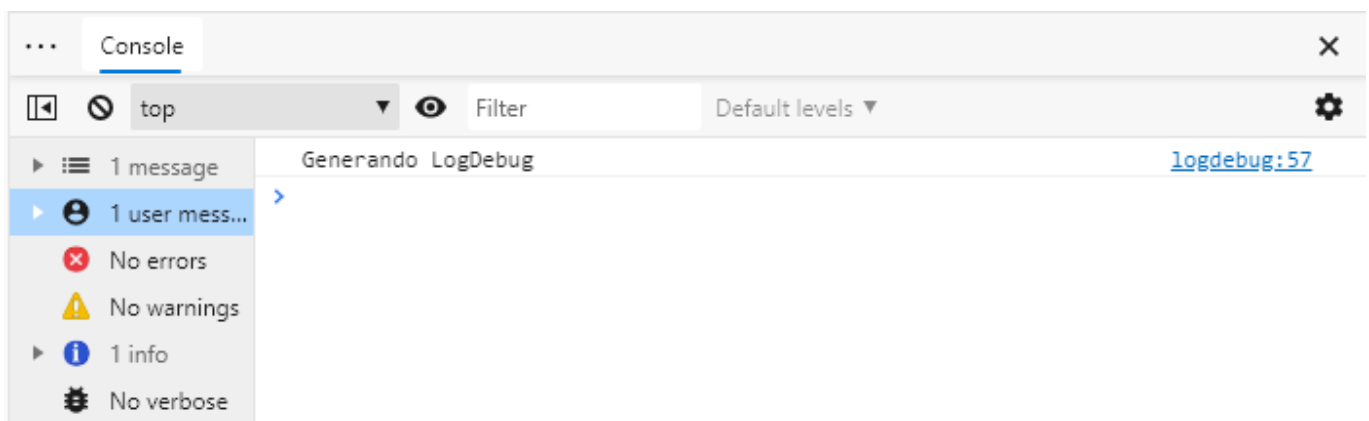 ... Console
top Filter Default levels
1 message Generando LogDebug logdebug:57
1 user mess...
No errors
No warnings
1 info
No verbose